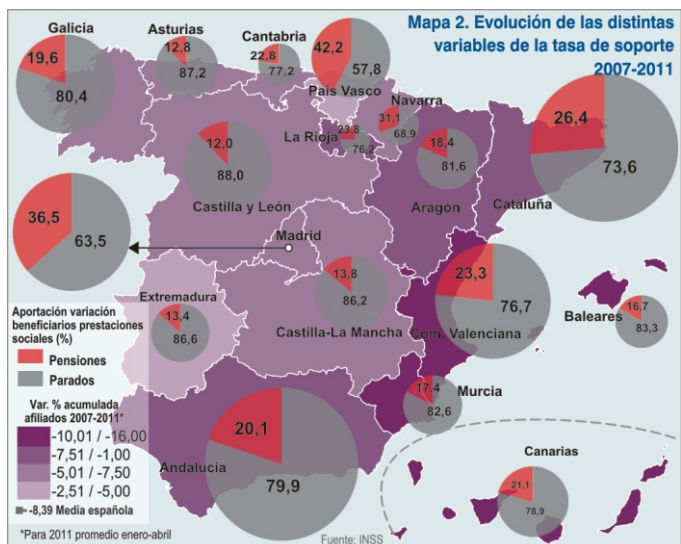 Mapa 2. Evolución de las distintas
variables de la tasa de soporte
2007-2011
Galicia
19,6
80,4
Asturias
12,8
87,2
Cantabria
22,8
77,2
42,2
57,8
País Vasco
Navarra
31,1
68,9
La Rioja
23,8
76,2
12,0
88,0
Castilla y León
18,4
81,6
Aragón
26,4
73,6
Cataluña
36,5
63,5
Madrid
13,8
86,2
Castilla-La Mancha
23,3
76,7
Com. Valenciana
Baleares
16,7
83,3
Extremadura
13,4
86,6
17,4
82,6
Murcia
20,1
79,9
Andalucía
Canarias
21,1
78,9
Aportación variación
beneficiarios prestaciones
sociales (%)
Pensiones
Parados
Var. % acumulada
afiliados 2007-2011*
-10,01 / -16,00
-7,51 / -1,00
-5,01 / -7,50
-2,51 / -5,00
-8,39 Media española
*Para 2011 promedio enero-abril
Fuente: INSS